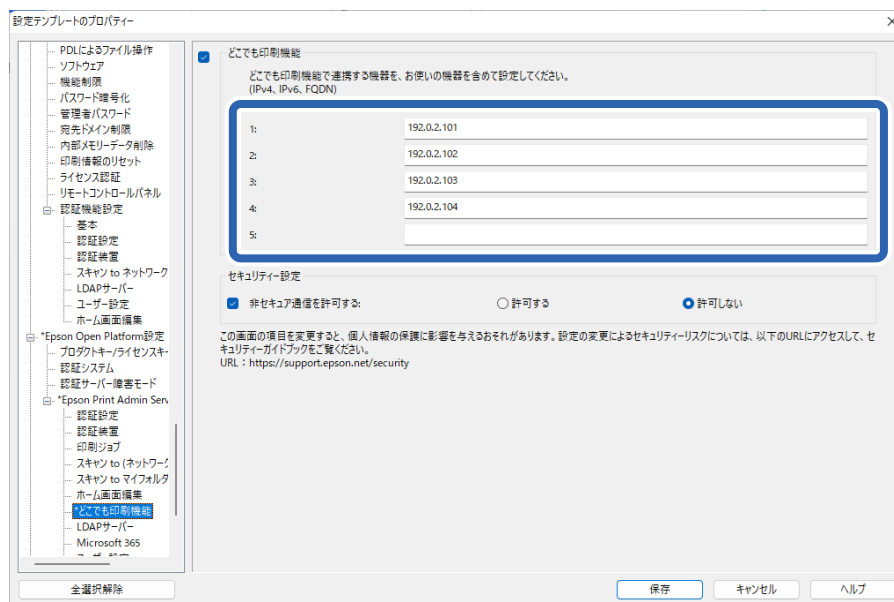 設定テンプレートのプロパティー
PDLによるファイル操作
ソフトウェア
機能制限
パスワード暗号化
管理者パスワード
宛先ドメイン制限
内部メモリーデータ削除
印刷情報のリセット
ライセンス認証
リモートコントロールパネル
認証機能設定
基本
認証設定
認証装置
スキャン to ネットワーク
LDAPサーバー
ユーザー設定
ホーム画面編集
*Epson Open Platform設定
プロダクトキー/ライセンスキー
認証システム
認証サーバー障害モード
*Epson Print Admin Serv
認証設定
認証装置
印刷ジョブ
スキャン to (ネットワーク
スキャン to マイフォルダ
ホーム画面編集
*どこでも印刷機能
LDAPサーバー
Microsoft 365
どこでも印刷機能
どこでも印刷機能で連携する機器を、お使いの機器を含めて設定してください。
(IPv4、IPv6、FQDN)
1: 192.0.2.101
2: 192.0.2.102
3: 192.0.2.103
4: 192.0.2.104
5:
セキュリティー設定
非セキュア通信を許可する: 許可する 許可しない
この画面の項目を変更すると、個人情報の保護に影響を与えるおそれがあります。設定の変更によるセキュリティーリスクについては、以下のURLにアクセスして、セ
キュリティーガイドブックをご覧ください。
URL：https://support.epson.net/security
全選択解除 保存 キャンセル ヘルプ